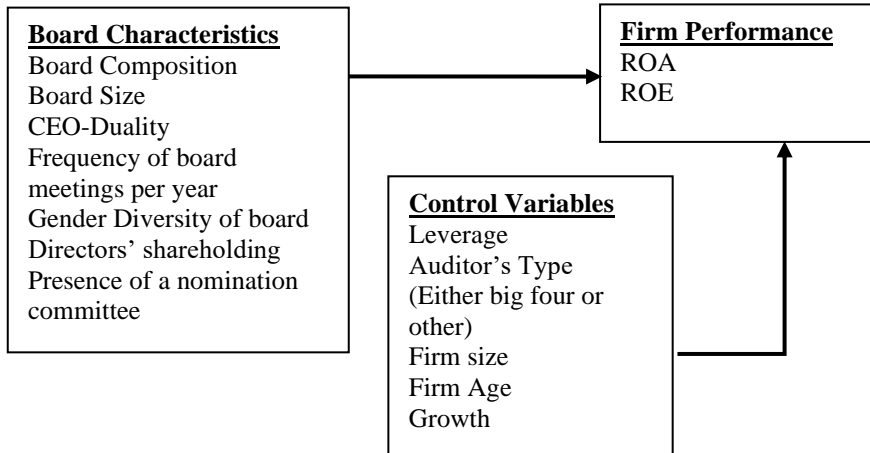 Board Characteristics
Board Composition
Board Size
CEO-Duality
Frequency of board
meetings per year
Gender Diversity of board
Directors’ shareholding
Presence of a nomination
committee
Firm Performance
ROA
ROE
Control Variables
Leverage
Auditor’s Type
(Either big four or
other)
Firm size
Firm Age
Growth